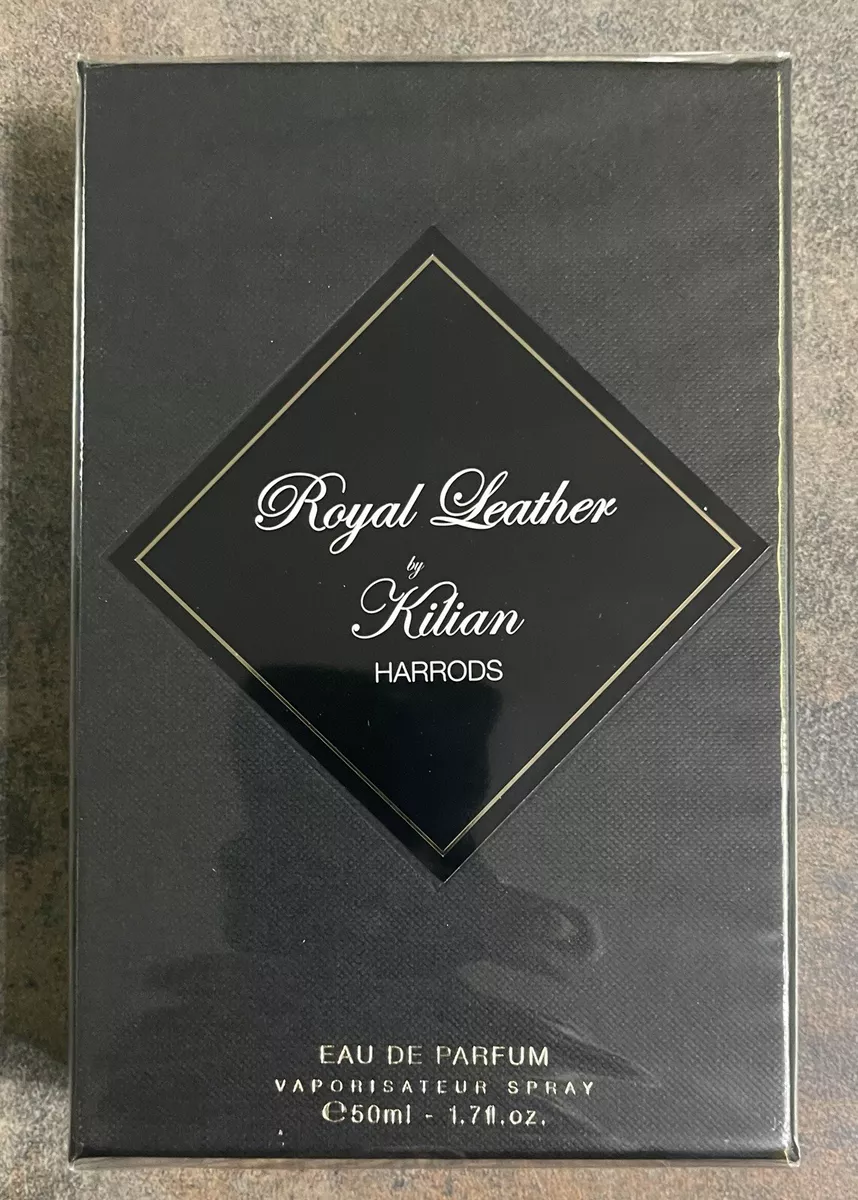 Royal Leather
by
Kilian
HARRODS
EAU DE PARFUM
VAPORISATEUR SPRAY
℮50ml - 1.7fl.oz.